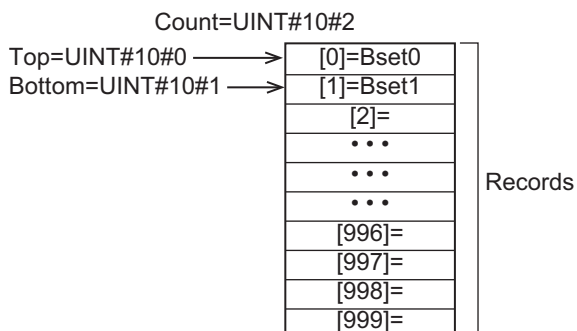 Count=UINT#10#2
Top=UINT#10#0
[0]=Bset0
Bottom=UINT#10#1
[1]=Bset1
[2]=
• • •
• • •
• • •
Records
[996]=
[997]=
[998]=
[999]=